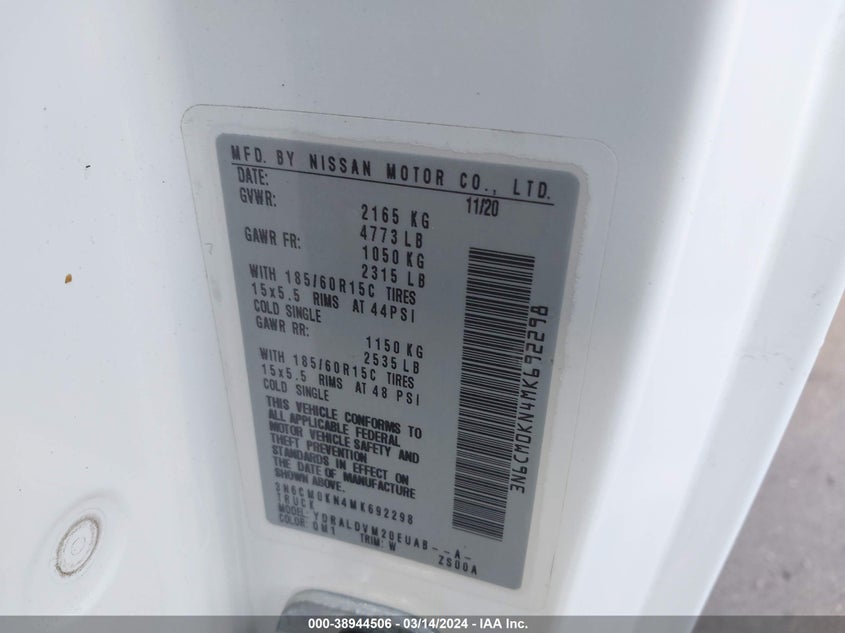 MFD. BY NISSAN MOTOR CO., LTD.
DATE: 11/20
GVWR: 2165 KG
4773 LB
GAWR FR: 1050 KG
2315 LB
WITH 185/60R15C TIRES
15x5.5 RIMS AT 44PSI
COLD SINGLE
GAWR RR: 1150 KG
2535 LB
WITH 185/60R15C TIRES
15x5.5 RIMS AT 48 PSI
COLD SINGLE
THIS VEHICLE CONFORMS TO
ALL APPLICABLE FEDERAL
MOTOR VEHICLE SAFETY AND
THEFT PREVENTION
STANDARDS IN EFFECT ON
THE DATE OF MANUFACTURE
SHOWN ABOVE.
3N6CM0KN4MK692298
TRUCK
MODEL: YDRALDVM20EUAB--A-
COLOR: QM1 TRIM: W ZS00A
3N6CM0KN4MK692298
000-38944506 - 03/14/2024 - IAA Inc.